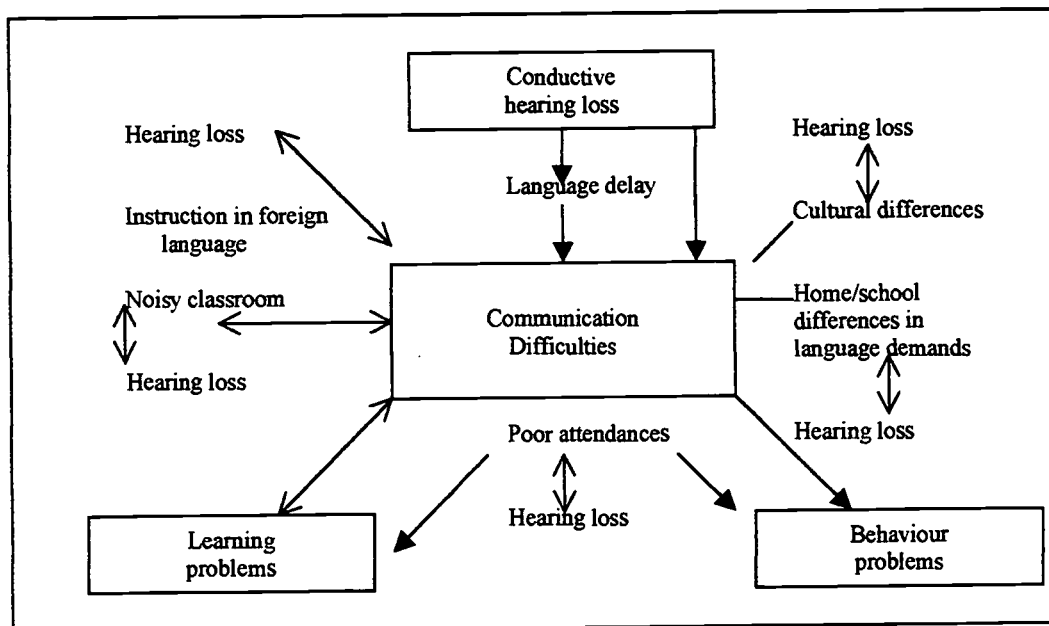 Conductive
hearing loss
Hearing loss
Hearing loss
Language delay
Instruction in foreign
language
Cultural differences
Noisy classroom
Communication
Difficulties
Home/school
differences in
language demands
Hearing loss
Poor attendances
Hearing loss
Hearing loss
Learning
problems
Behaviour
problems